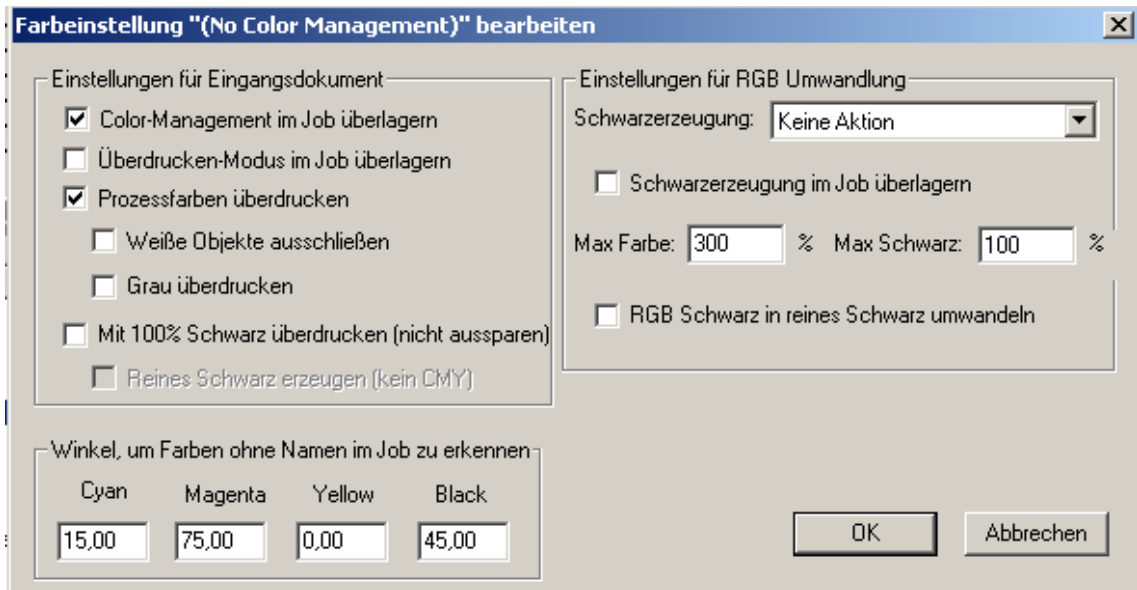 Farbeinstellung "(No Color Management)" bearbeiten
Einstellungen für Eingangsdokument
Color-Management im Job überlagern
Überdrucken-Modus im Job überlagern
Prozessfarben überdrucken
Weiße Objekte ausschließen
Grau überdrucken
Mit 100% Schwarz überdrucken (nicht aussparen)
Reines Schwarz erzeugen (kein CMY)
Einstellungen für RGB Umwandlung
Schwarzerzeugung: Keine Aktion
Schwarzerzeugung im Job überlagern
Max Farbe: 300 % Max Schwarz: 100 %
RGB Schwarz in reines Schwarz umwandeln
Winkel, um Farben ohne Namen im Job zu erkennen
Cyan Magenta Yellow Black
15,00 75,00 0,00 45,00
OK Abbrechen